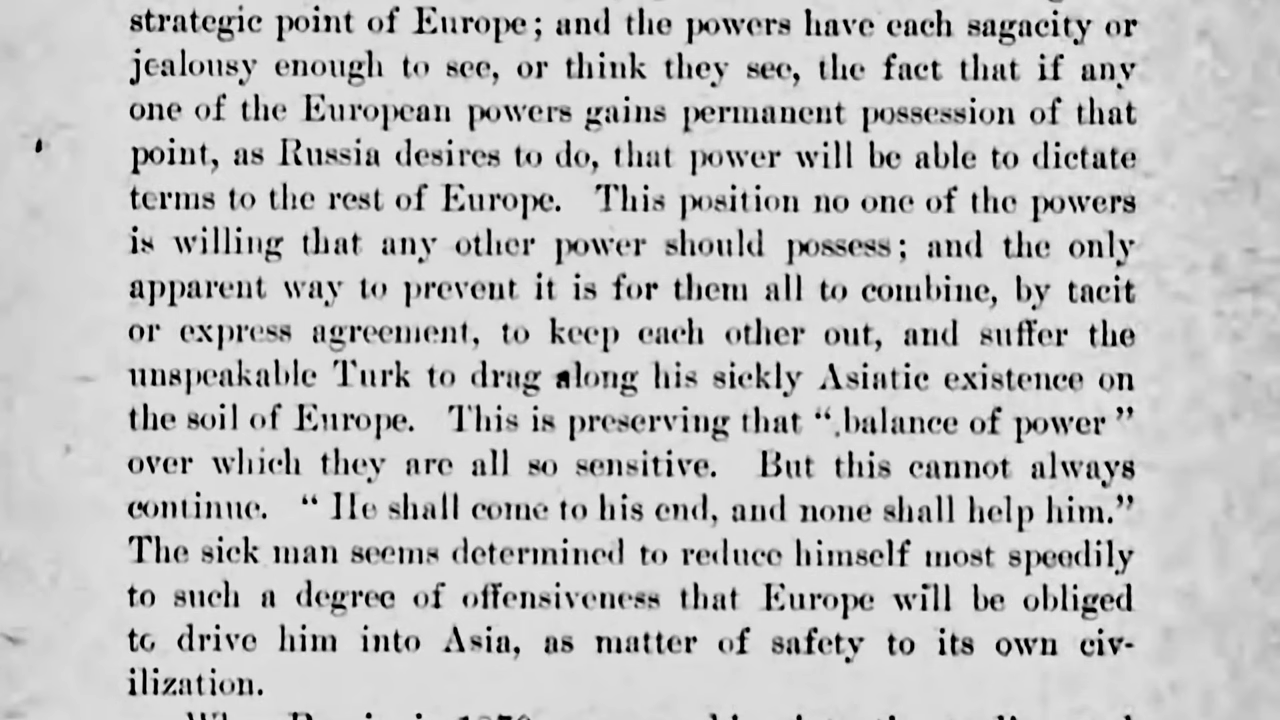 strategic point of Europe; and the powers have each sagacity or
jealousy enough to see, or think they see, the fact that if any
one of the European powers gains permanent possession of that
point, as Russia desires to do, that power will be able to dictate
terms to the rest of Europe. This position no one of the powers
is willing that any other power should possess; and the only
apparent way to prevent it is for them all to combine, by tacit
or express agreement, to keep each other out, and suffer the
unspeakable Turk to drag along his sickly Asiatic existence on
the soil of Europe. This is preserving that “ balance of power ”
over which they are all so sensitive. But this cannot always
continue. “ He shall come to his end, and none shall help him.”
The sick man seems determined to reduce himself most speedily
to such a degree of offensiveness that Europe will be obliged
to drive him into Asia, as matter of safety to its own civ-
ilization.